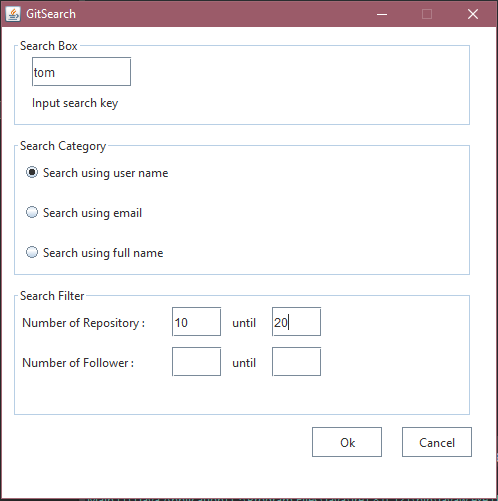 GitSearch
Search Box
tom
Input search key
Search Category
Search using user name
Search using email
Search using full name
Search Filter
Number of Repository : 10 until 20
Number of Follower : until
Ok Cancel